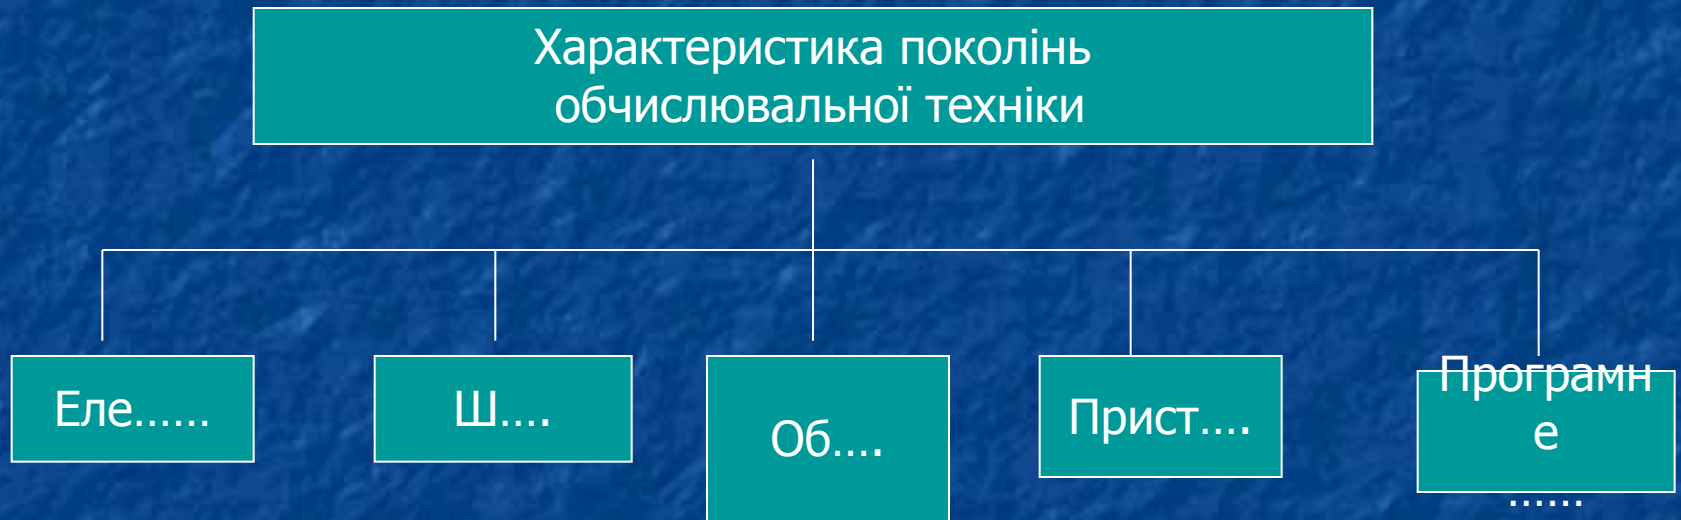 Характеристика поколінь
обчислювальної техніки
Еле......
Ш....
Об....
Прист....
Програмн
е
......